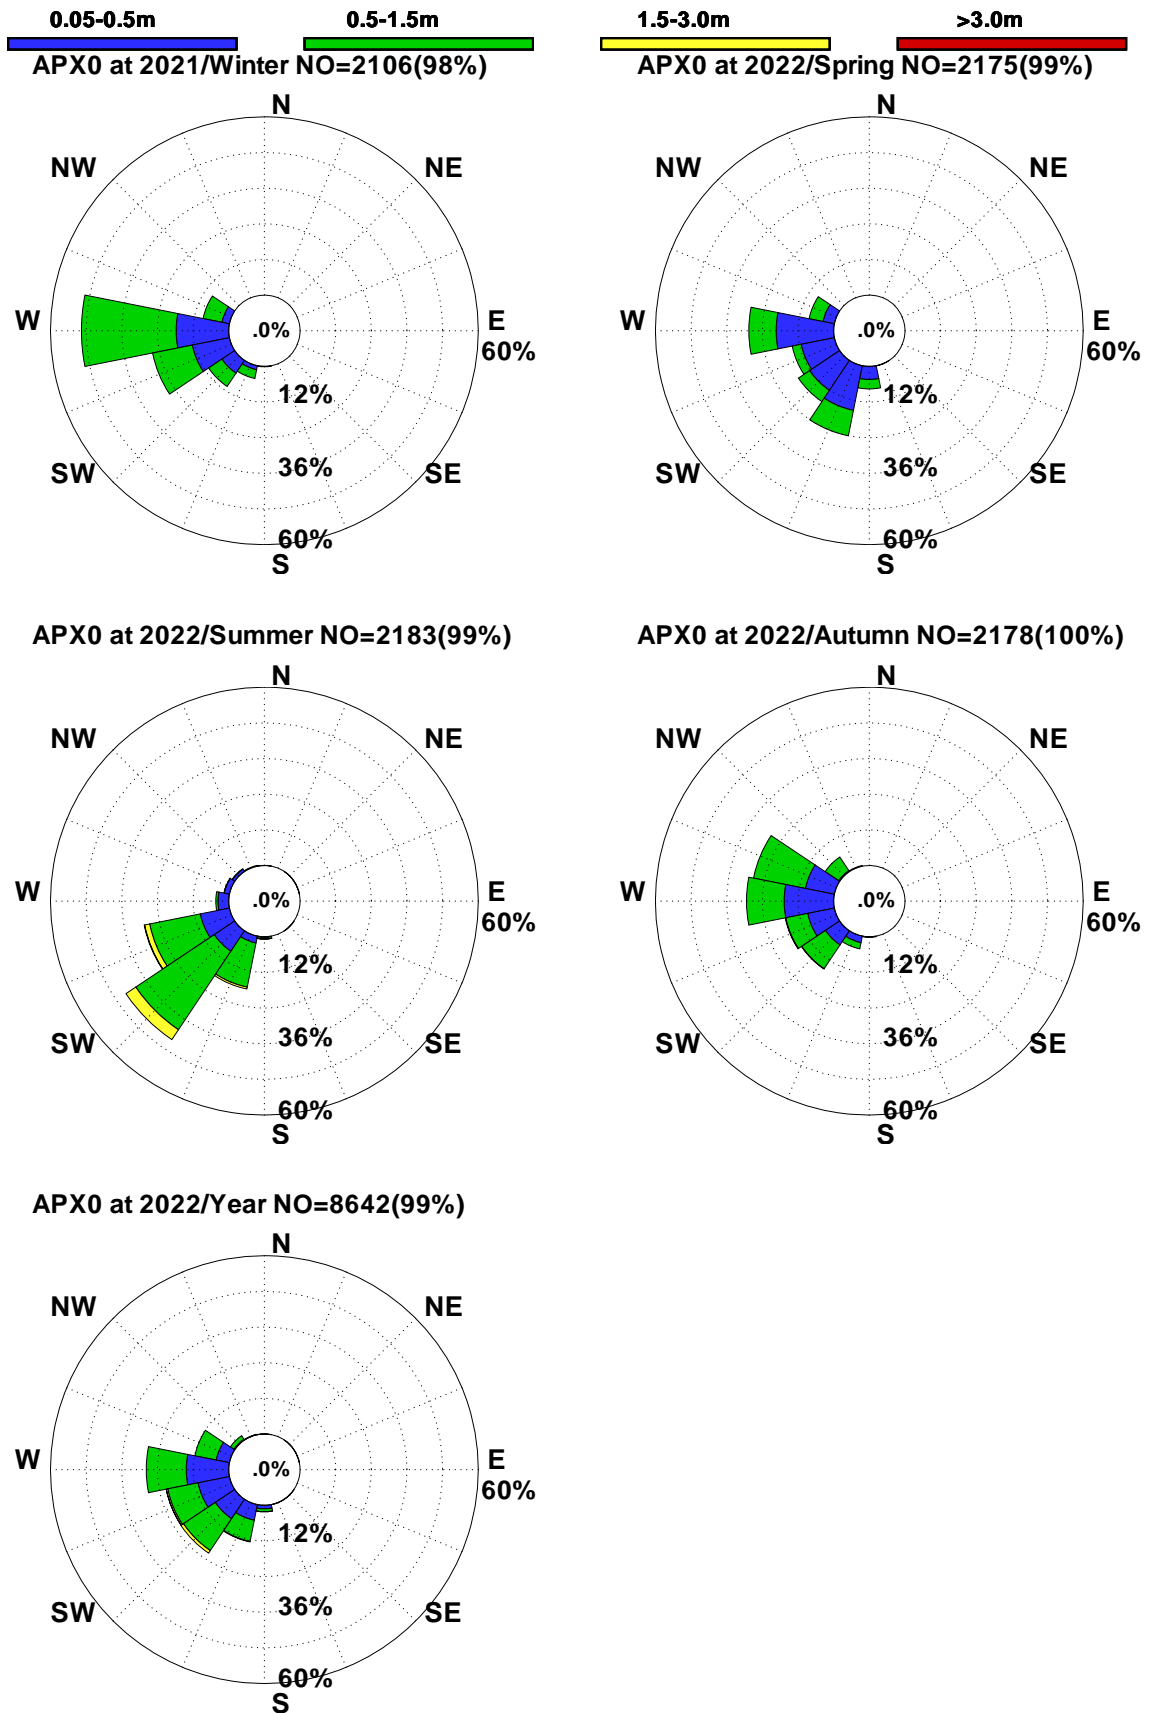 0.05-0.5m 0.5-1.5m 1.5-3.0m >3.0m
APX0 at 2021/Winter NO=2106(98%)
N
NW NE
W .0% E
60%
12%
36%
SW SE
60%
S
APX0 at 2022/Spring NO=2175(99%)
N
NW NE
W .0% E
60%
12%
36%
SW SE
60%
S
APX0 at 2022/Summer NO=2183(99%)
N
NW NE
W .0% E
60%
12%
36%
SW SE
60%
S
APX0 at 2022/Autumn NO=2178(100%)
N
NW NE
W .0% E
60%
12%
36%
SW SE
60%
S
APX0 at 2022/Year NO=8642(99%)
N
NW NE
W .0% E
60%
12%
36%
SW SE
60%
S